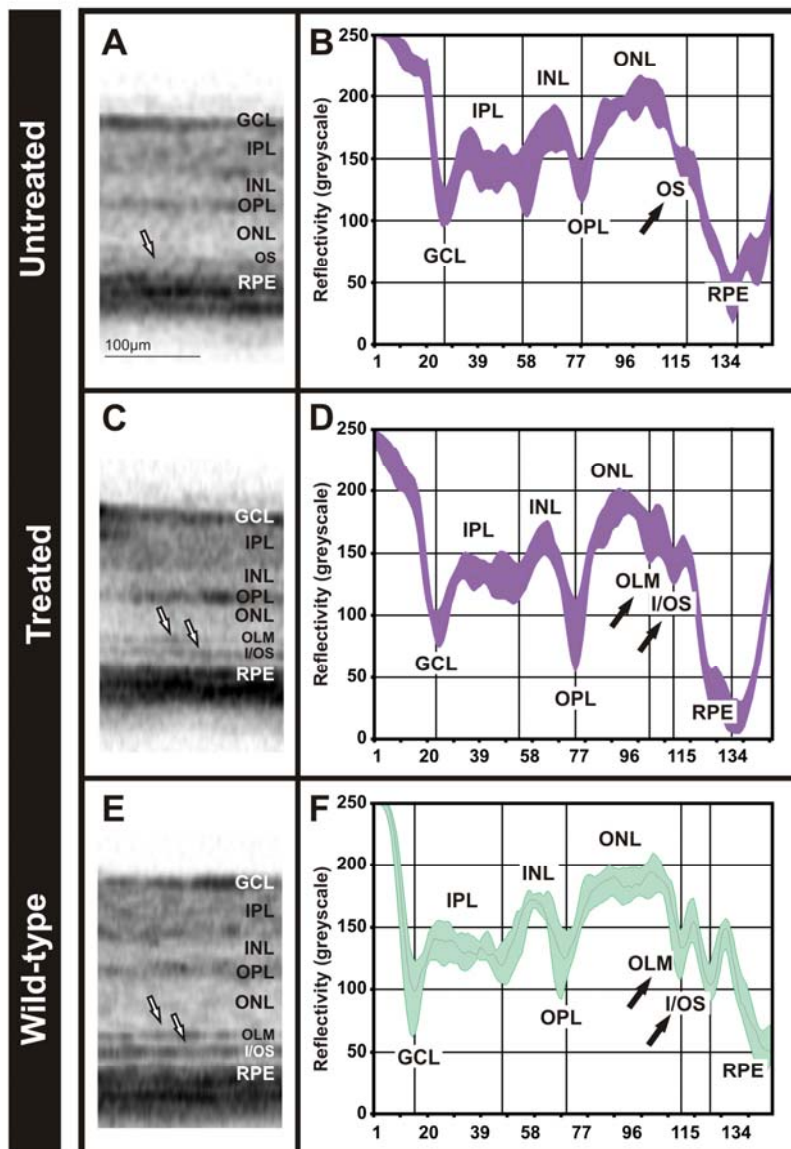 Untreated
A
GCL
IPL
INL
OPL
ONL
OS
RPE
100µm
B
Reflectivity (greyscale)
250
200
150
100
50
0
GCL
IPL
INL
OPL
ONL
OS
RPE
1 20 39 58 77 96 115 134
Treated
C
GCL
IPL
INL
OPL
ONL
OLM
I/OS
RPE
D
Reflectivity (greyscale)
250
200
150
100
50
0
GCL
IPL
INL
OPL
ONL
OLM
I/OS
RPE
1 20 39 58 77 96 115 134
Wild-type
E
GCL
IPL
INL
OPL
ONL
OLM
I/OS
RPE
F
Reflectivity (greyscale)
250
200
150
100
50
0
GCL
IPL
INL
OPL
ONL
OLM
I/OS
RPE
1 20 39 58 77 96 115 134